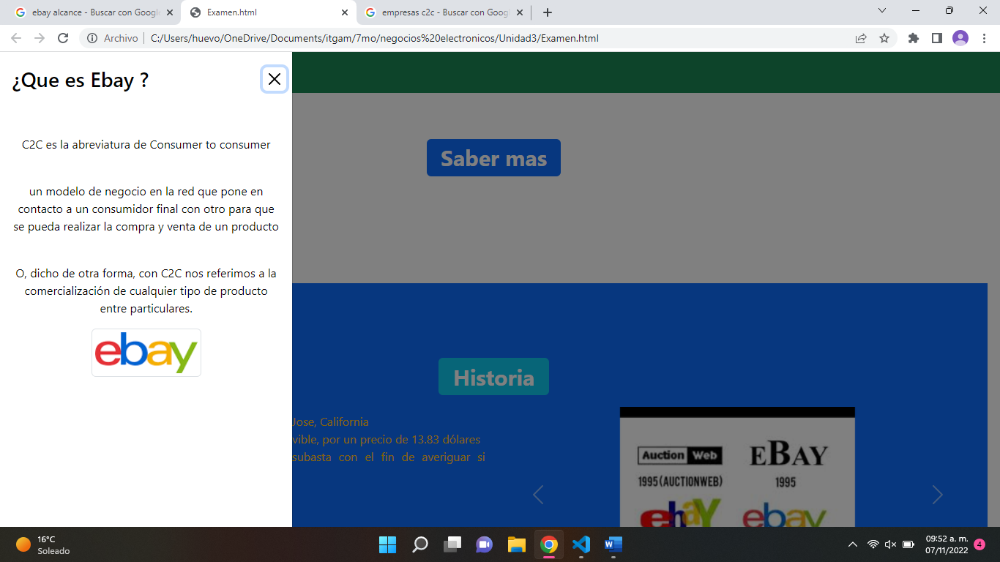 ebay alcance - Buscar con Googl
Examen.html
empresas c2c - Buscar con Goog
Archivo
C:/Users/huevo/OneDrive/Documents/itgam/7mo/negocios%20electronicos/Unidad3/Examen.html
¿Que es Ebay ?
C2C es la abreviatura de Consumer to consumer
un modelo de negocio en la red que pone en
contacto a un consumidor final con otro para que
se pueda realizar la compra y venta de un producto
O, dicho de otra forma, con C2C nos referimos a la
comercialización de cualquier tipo de producto
entre particulares.
ebay
Saber mas
Historia
Jose, California
vible, por un precio de 13.83 dólares
subasta con el fin de averiguar si
Auction Web
1995(AUCTIONWEB)
EBAY
1995
ebay
ebay
16°C
Soleado
W
09:52 a. m.
07/11/2022
4